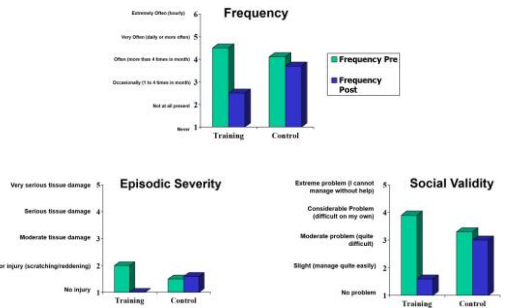 Frequency
Extremely Often (hourly)
6
Very Often (daily or more often)
5
Often (more than 4 times in month)
4
Occasionally (1 to 4 times in month)
3
Not at all present
2
Never
1
Training
Control
Frequency Pre
Frequency
Post
Episodic Severity
Very serious tissue damage
5
Serious tissue damage
4
Moderate tissue damage
3
or injury (scratching/reddening)
2
No injury
1
Training
Control
Social Validity
Extreme problem (I cannot
manage without help)
5
Considerable Problem
(difficult on my own)
4
Moderate problem (quite
difficult)
3
Slight (manage quite easily)
2
No problem
1
Training
Control